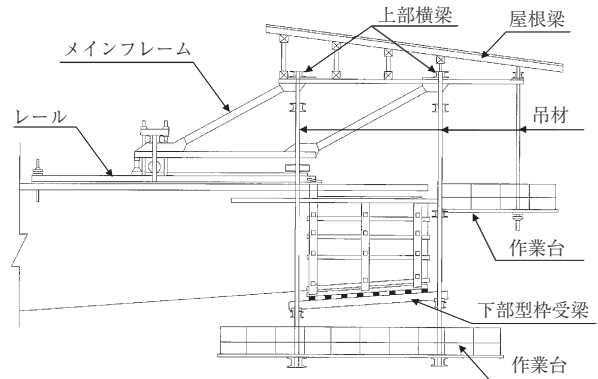 上部横梁
屋根梁
メインフレーム
レール
吊材
作業台
下部型枠受梁
作業台